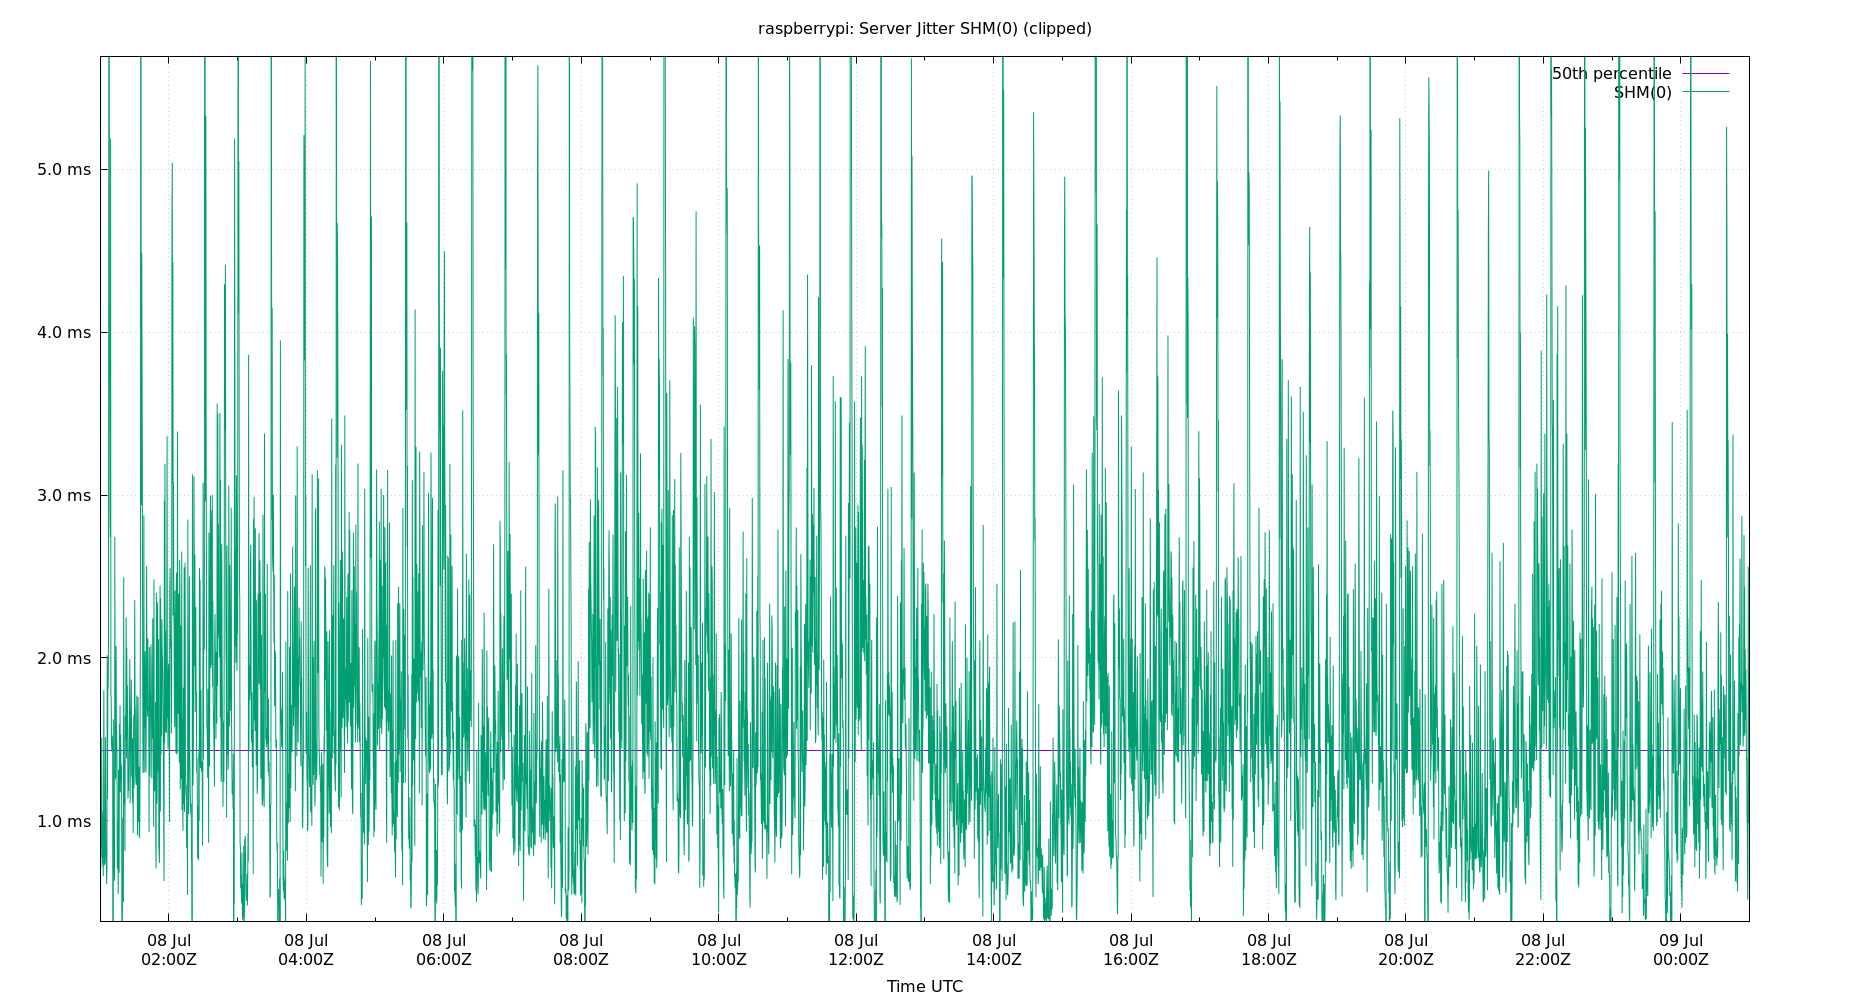 raspberrypi: Server Jitter SHM(0) (clipped)
50th percentile
SHM(0)
5.0 ms
4.0 ms
3.0 ms
2.0 ms
1.0 ms
08 Jul 08 Jul 08 Jul 08 Jul 08 Jul 08 Jul 08 Jul 08 Jul 08 Jul 08 Jul 08 Jul 09 Jul
02:00Z 04:00Z 06:00Z 08:00Z 10:00Z 12:00Z 14:00Z 16:00Z 18:00Z 20:00Z 22:00Z 00:00Z
Time UTC